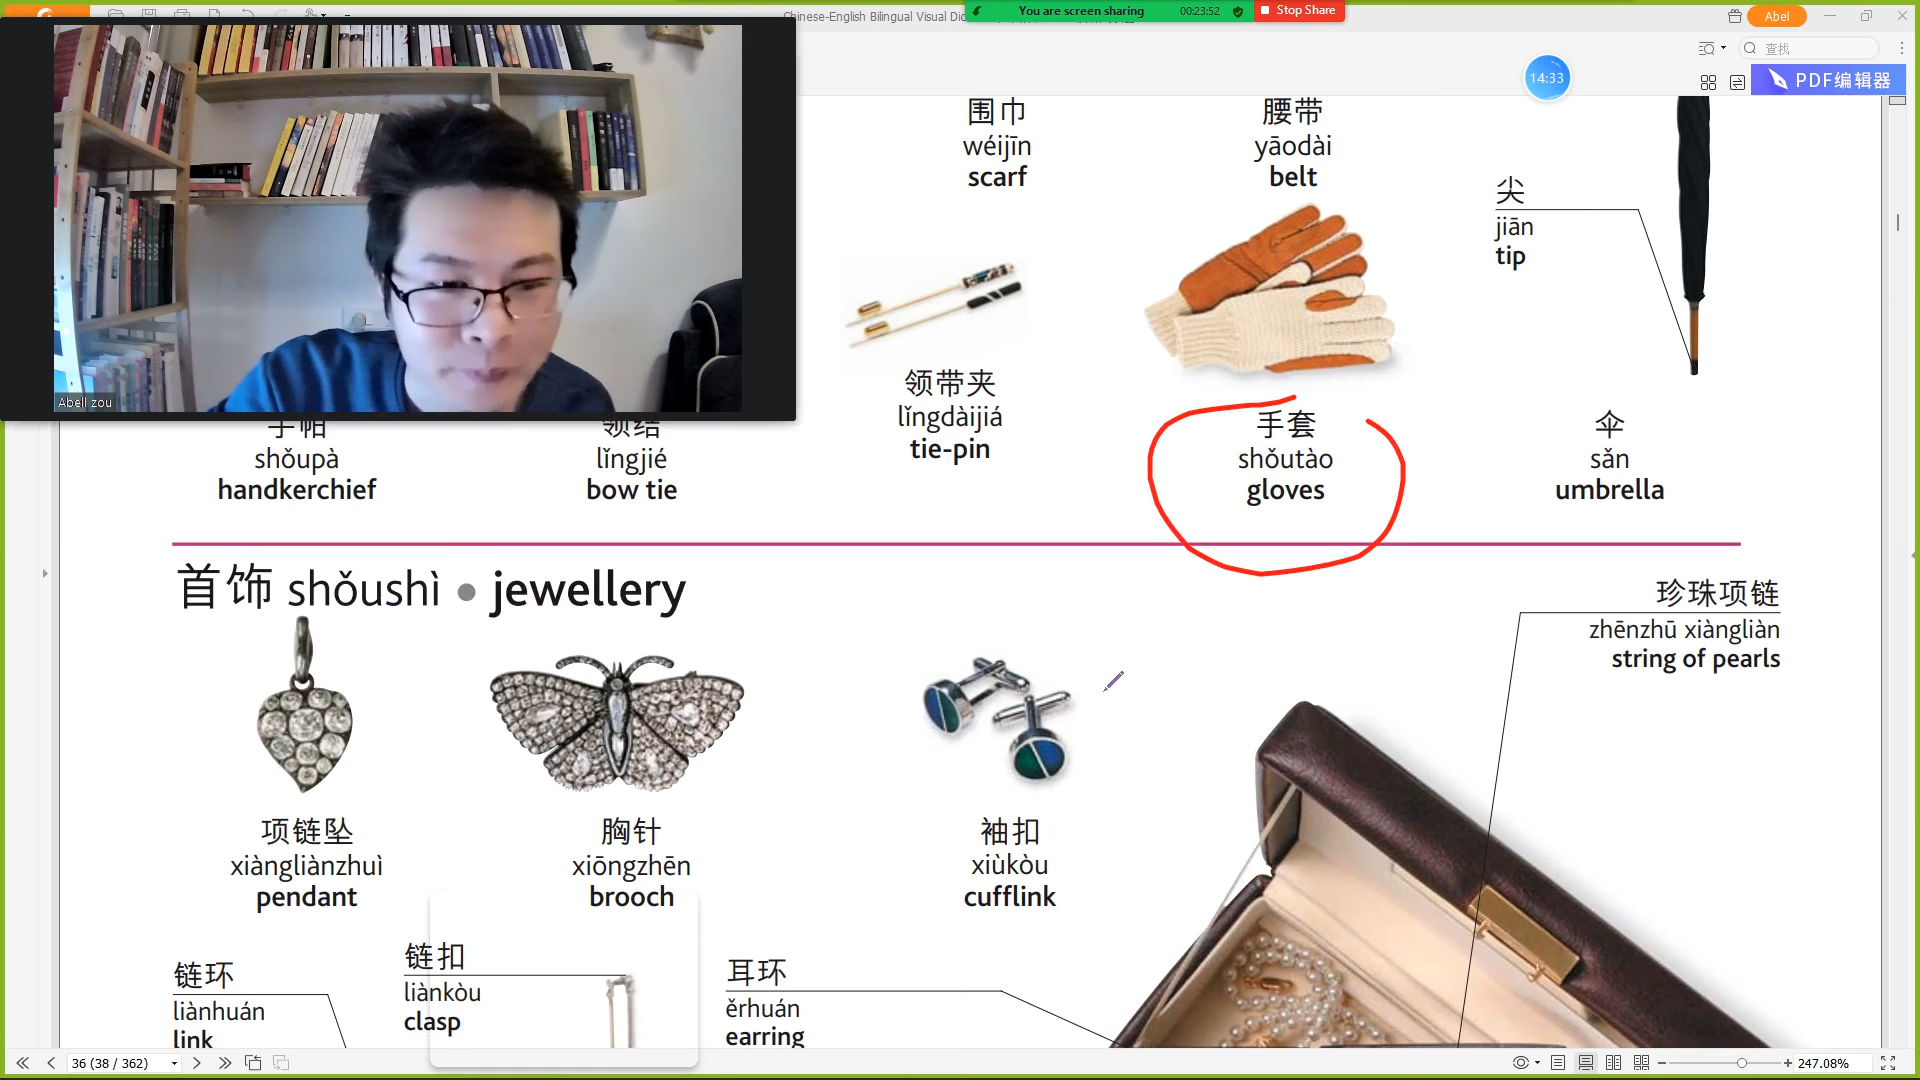 Chinese-English Bilingual Visual Dic
You are screen sharing
00:23:52
Stop Share
Abel
查找
PDF编辑器
14:33
Abell zou
围巾
wéijīn
scarf
腰带
yāodài
belt
尖
jiān
tip
领带夹
lǐngdàijiá
tie-pin
手帕
shǒupà
handkerchief
领结
lǐngjié
bow tie
手套
shǒutào
gloves
伞
sǎn
umbrella
首饰 shǒushì • jewellery
珍珠项链
zhēnzhū xiàngliàn
string of pearls
项链坠
xiàngliànzhuì
pendant
胸针
xiōngzhēn
brooch
袖扣
xiùkòu
cufflink
链环
liànhuán
link
链扣
liànkòu
clasp
耳环
ěrhuán
earring
36 (38 / 362)
247.08%